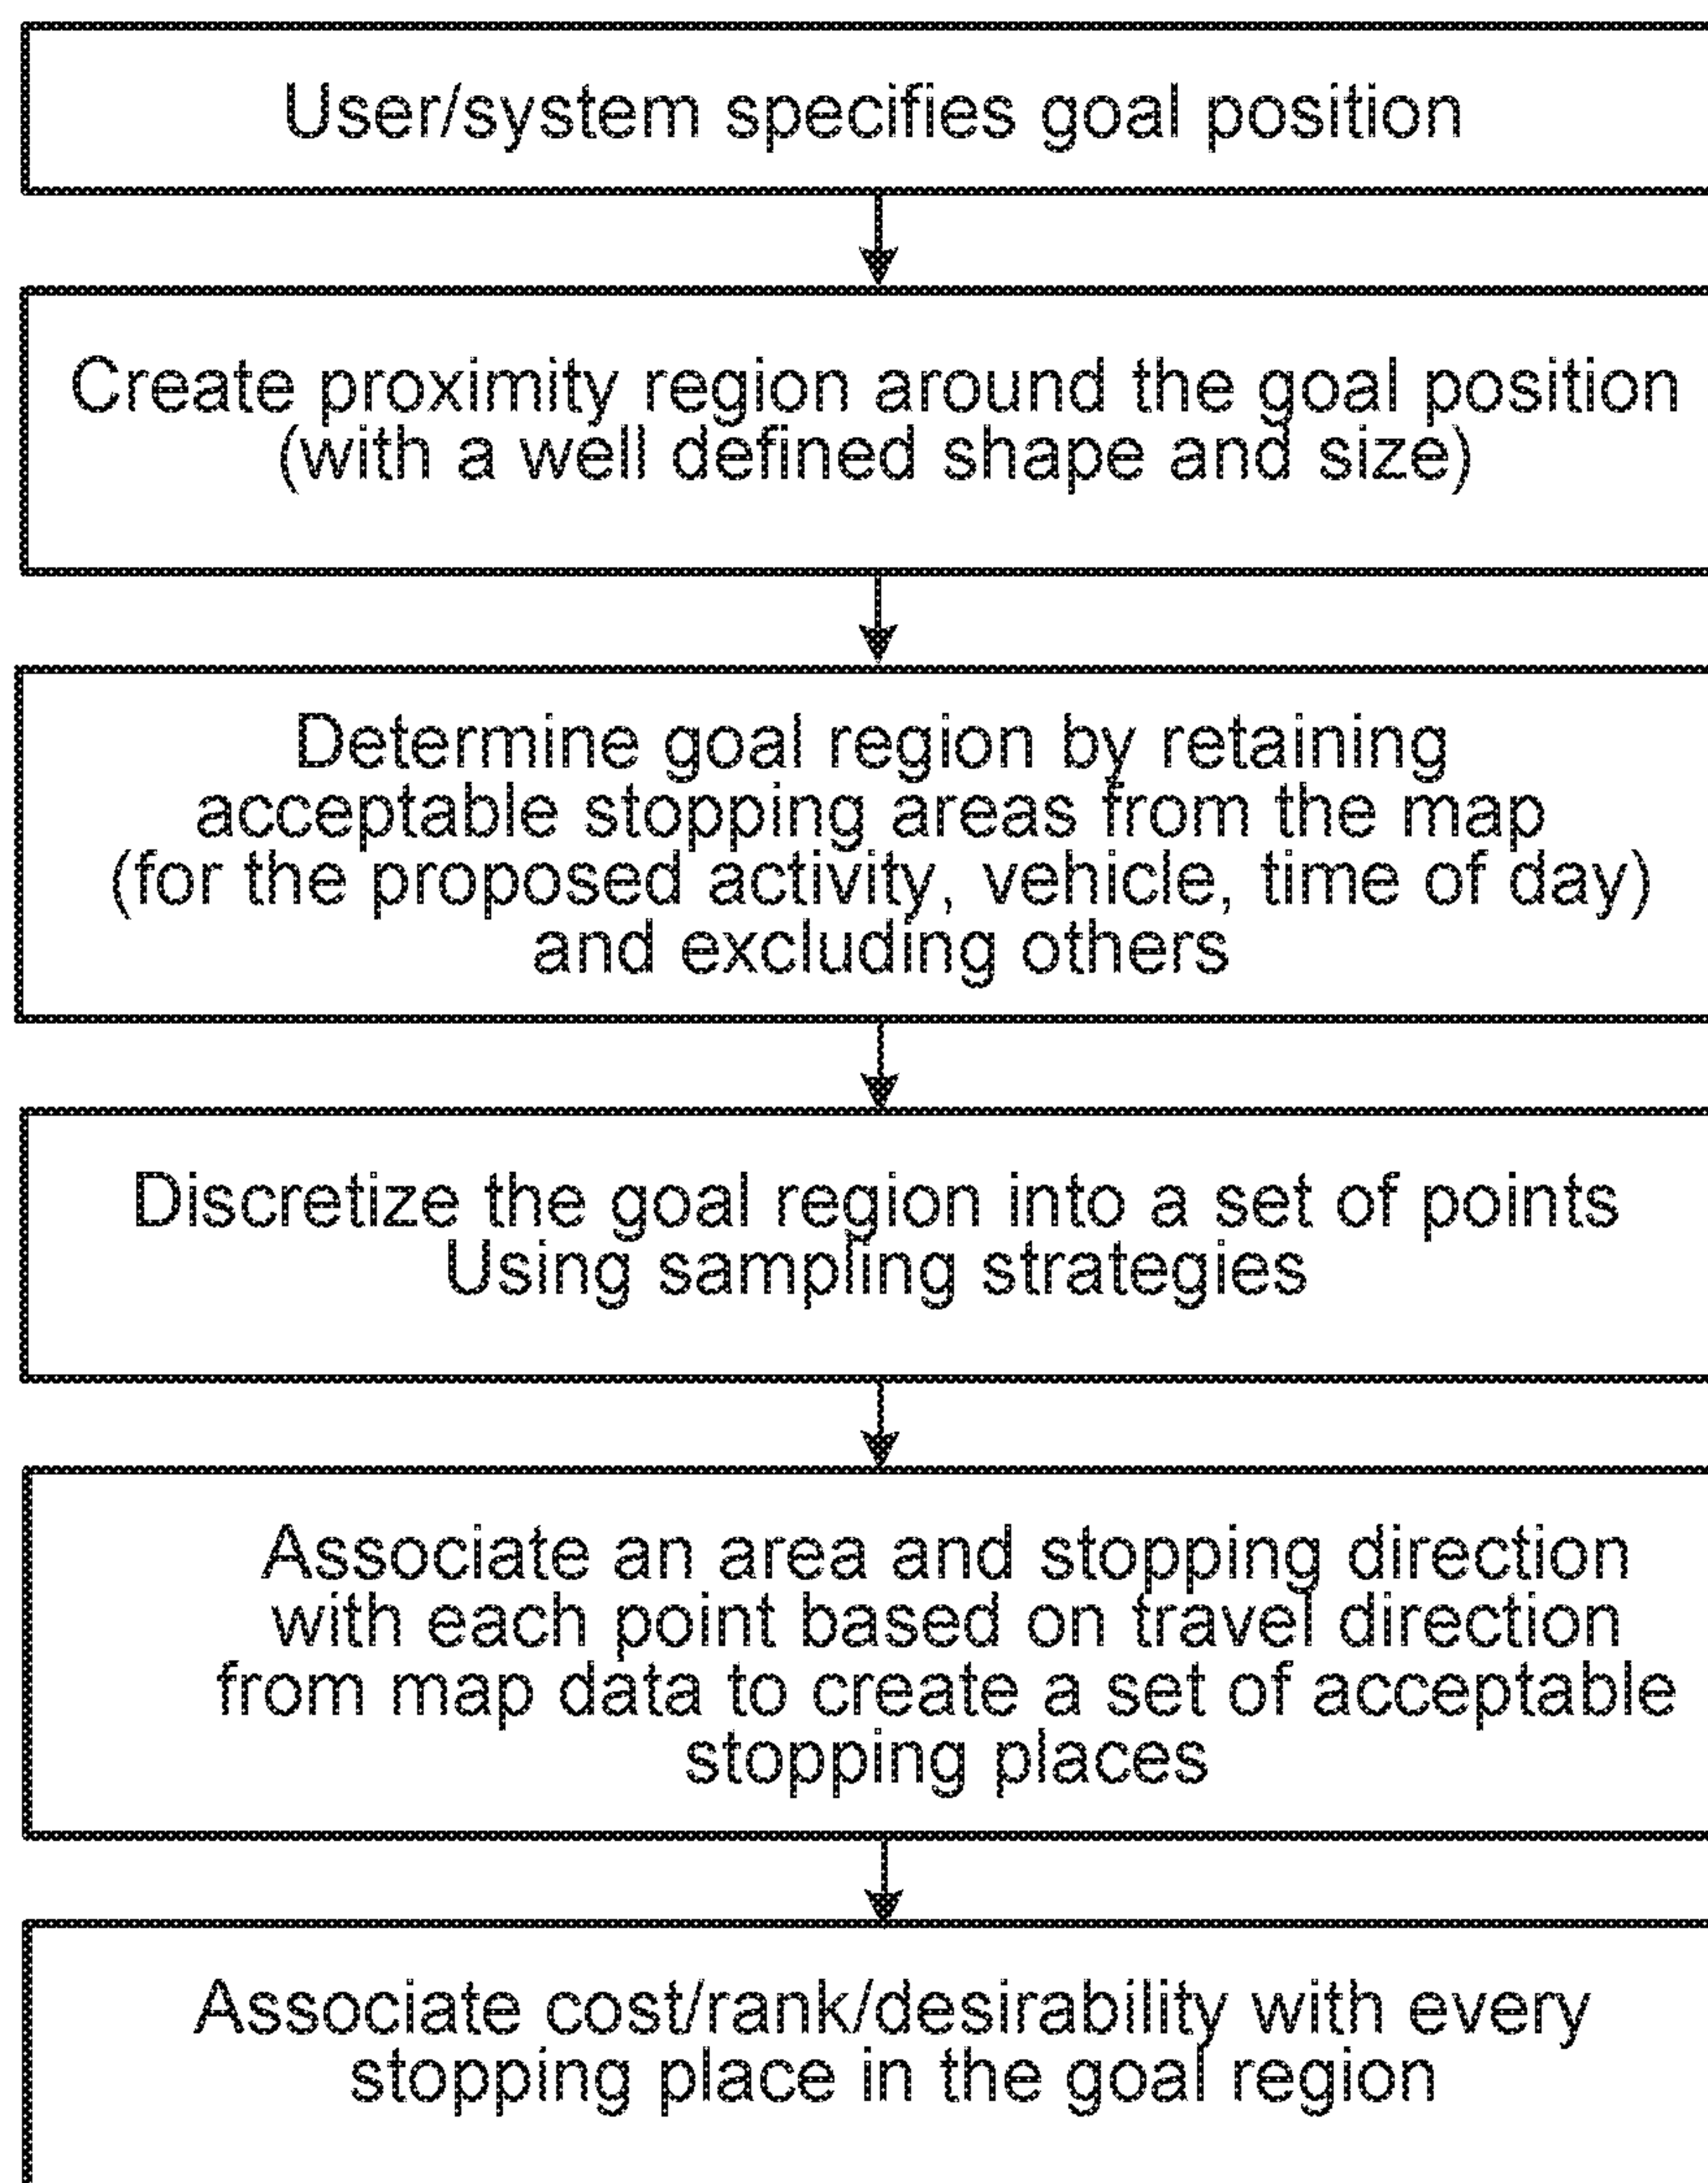 User/system specifies goal position
Create proximity region around the goal position
(with a well defined shape and size)
Determine goal region by retaining
acceptable stopping areas from the map
(for the proposed activity, vehicle, time of day)
and excluding others
Discretize the goal region into a set of points
Using sampling strategies
Associate an area and stopping direction
with each point based on travel direction
from map data to create a set of acceptable
stopping places
Associate cost/rank/desirability with every
stopping place in the goal region